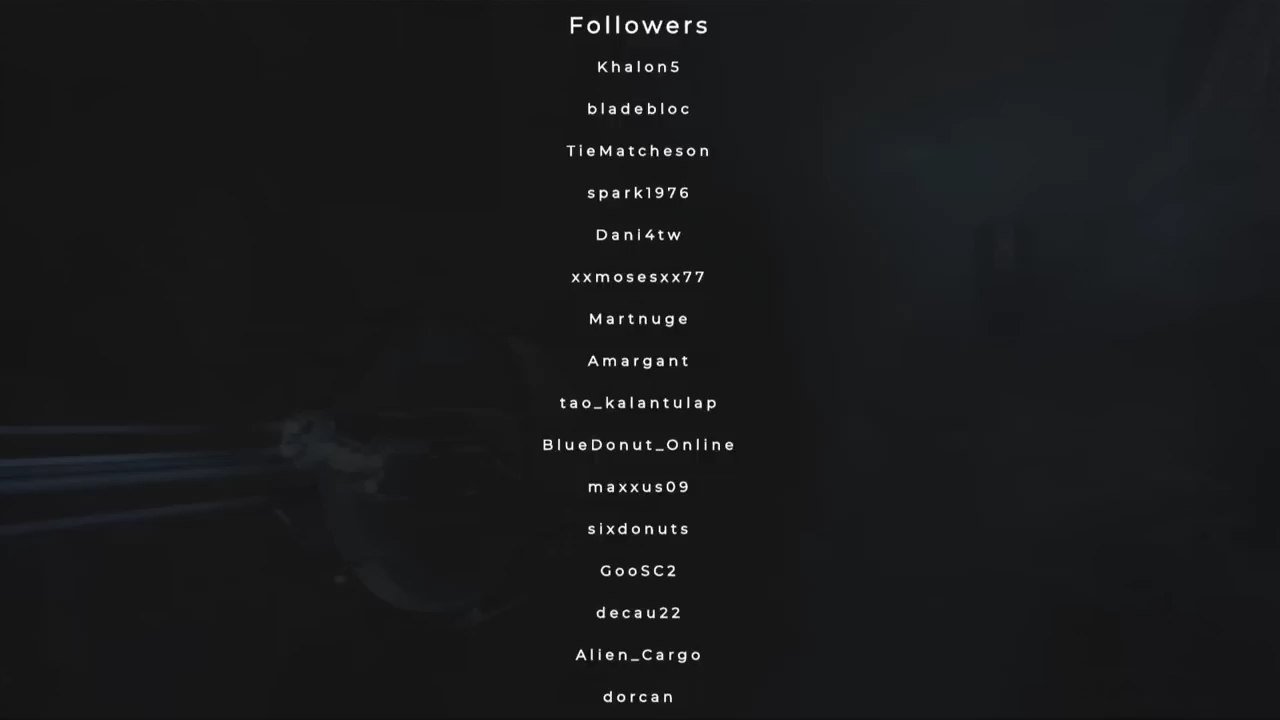 Followers
Khalon5
bladebloc
TieMatcheson
spark1976
Dani4tw
xxmosesxx77
Martnuge
Amargant
tao_kalantulap
BlueDonut_Online
maxxus09
sixdonuts
GooSC2
decau22
Alien_Cargo
dorcan